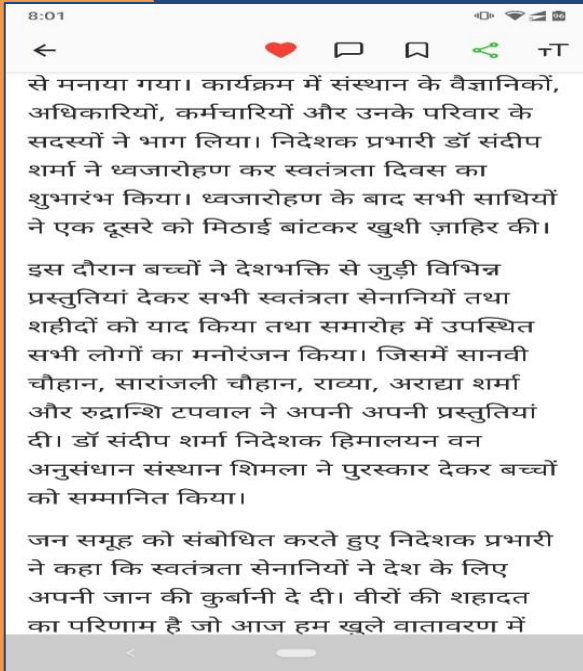 8:01
96
TT
से मनाया गया। कार्यक्रम में संस्थान के वैज्ञानिकों,
अधिकारियों, कर्मचारियों और उनके परिवार के
सदस्यों ने भाग लिया। निदेशक प्रभारी डॉ संदीप
शर्मा ने ध्वजारोहण कर स्वतंत्रता दिवस का
शुभारंभ किया। ध्वजारोहण के बाद सभी साथियों
ने एक दूसरे को मिठाई बांटकर खुशी ज़ाहिर की।
इस दौरान बच्चों ने देशभक्ति से जुड़ी विभिन्न
प्रस्तुतियां देकर सभी स्वतंत्रता सेनानियों तथा
शहीदों को याद किया तथा समारोह में उपस्थित
सभी लोगों का मनोरंजन किया। जिसमें सानवी
चौहान, सारांजली चौहान, राव्या, अराद्या शर्मा
और रुद्रान्शि टपवाल ने अपनी अपनी प्रस्तुतियां
दी। डॉ संदीप शर्मा निदेशक हिमालयन वन
अनुसंधान संस्थान शिमला ने पुरस्कार देकर बच्चों
को सम्मानित किया।
जन समूह को संबोधित करते हुए निदेशक प्रभारी
ने कहा कि स्वतंत्रता सेनानियों ने देश के लिए
अपनी जान की कुर्बानी दे दी। वीरों की शहादत
का परिणाम है जो आज हम खुले वातावरण में